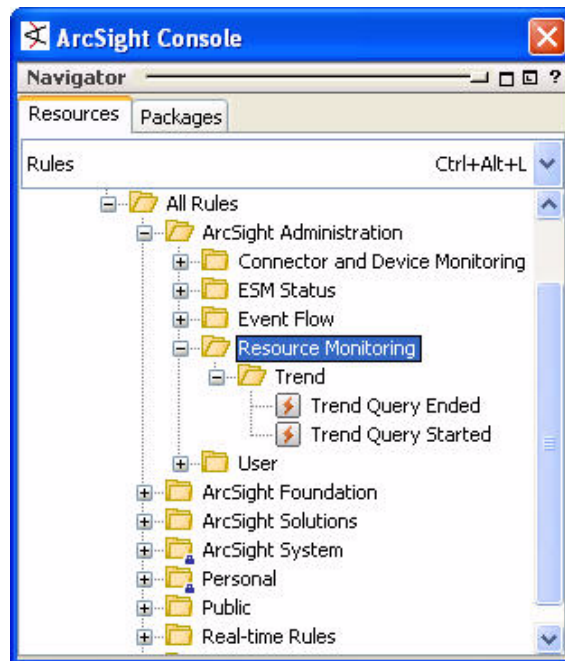 ArcSight Console
Navigator ?
Resources Packages
Rules Ctrl+Alt+L
All Rules
ArcSight Administration
Connector and Device Monitoring
ESM Status
Event Flow
Resource Monitoring
Trend
Trend Query Ended
Trend Query Started
User
ArcSight Foundation
ArcSight Solutions
ArcSight System
Personal
Public
Real-time Rules